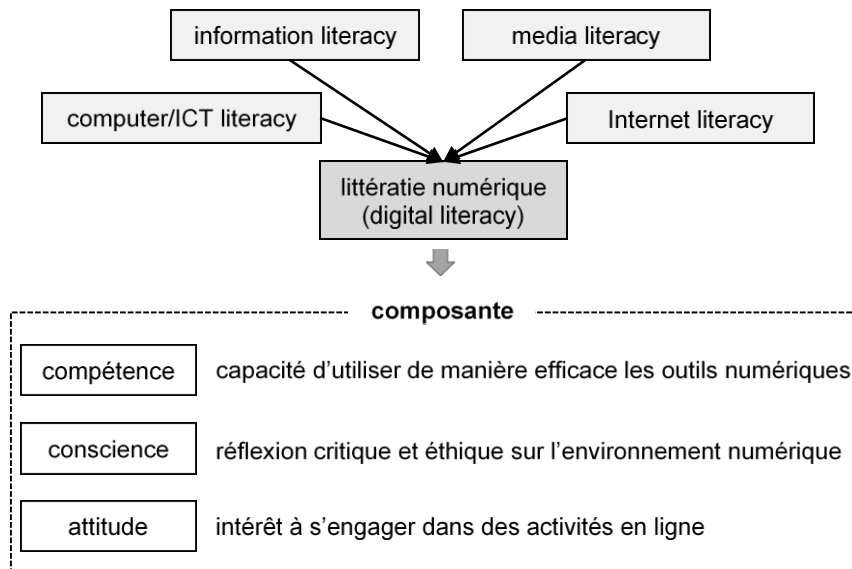 information literacy
media literacy
computer/ICT literacy
Internet literacy
littératie numérique
(digital literacy)
composante
compétence
capacité d’utiliser de manière efficace les outils numériques
conscience
réflexion critique et éthique sur l’environnement numérique
attitude
intérêt à s’engager dans des activités en ligne